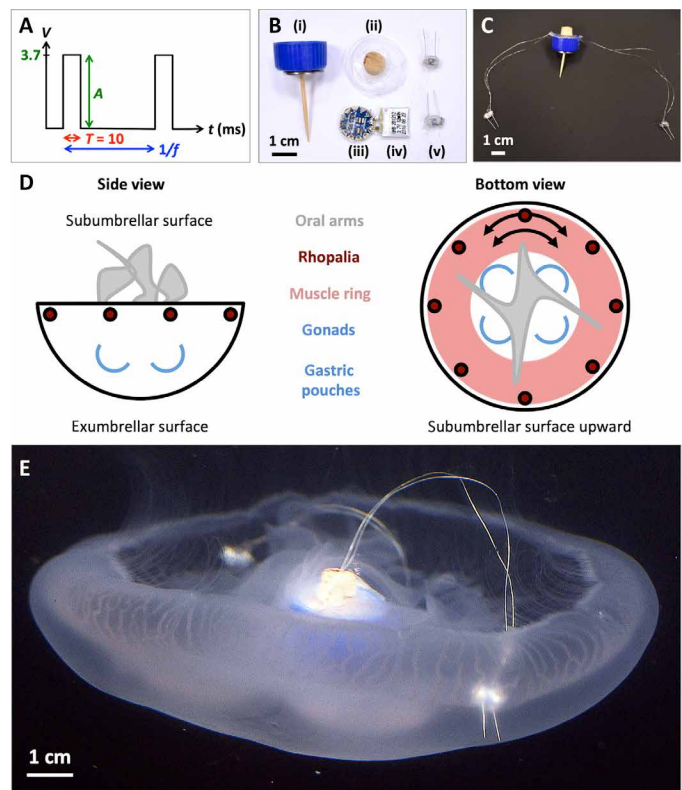 A
V
3.7
A
t (ms)
T = 10
1/f
B
(i)
(ii)
(iii)
(iv)
(v)
1 cm
C
1 cm
D
Side view
Bottom view
Subumbrellar surface
Oral arms
Rhopalia
Muscle ring
Gonads
Gastric
pouches
Exumbrellar surface
Subumbrellar surface upward
E
1 cm